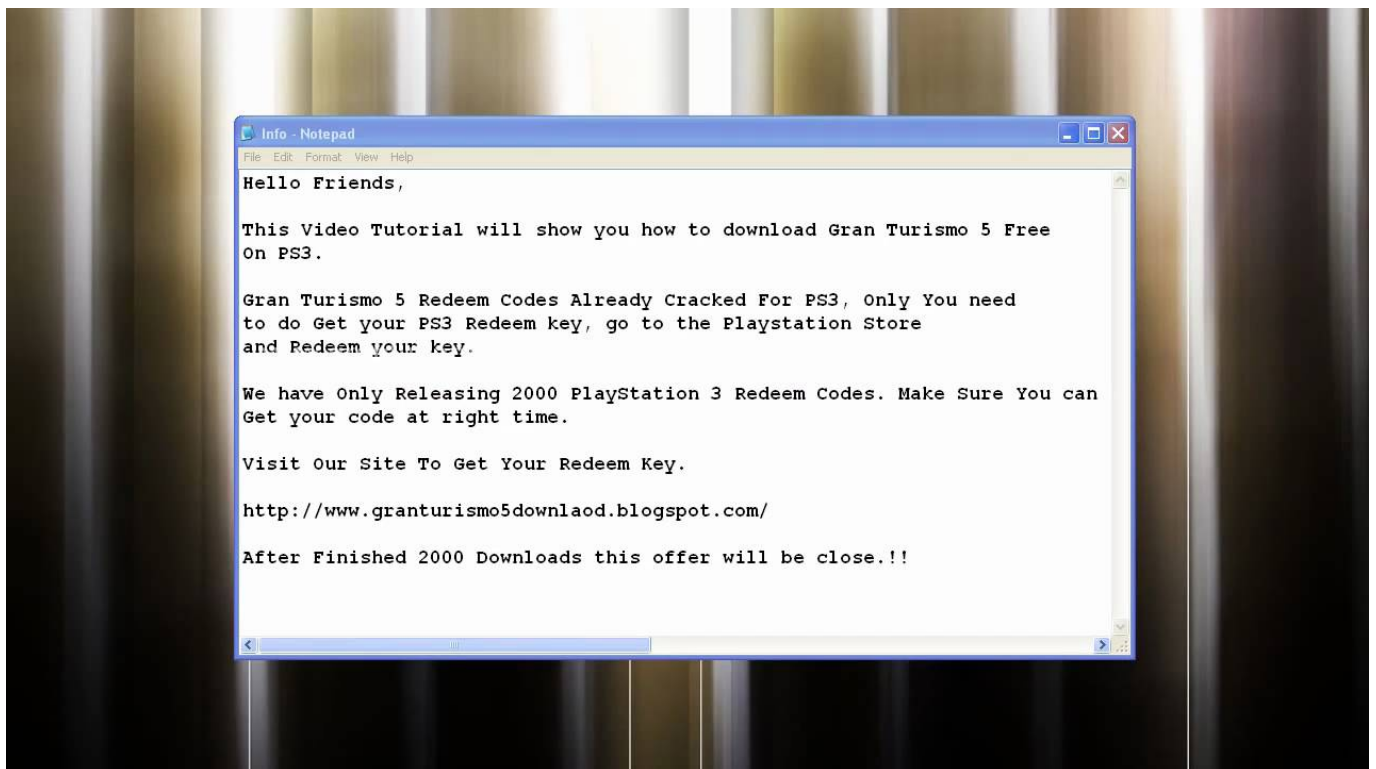 Info - Notepad
File Edit Format View Help
Hello Friends,
This Video Tutorial will show you how to download Gran Turismo 5 Free
On PS3.
Gran Turismo 5 Redeem Codes Already Cracked For PS3, Only You need
to do Get your PS3 Redeem key, go to the Playstation Store
and Redeem your key.
We have Only Releasing 2000 PlayStation 3 Redeem Codes. Make Sure You can
Get your code at right time.
Visit Our Site To Get Your Redeem Key.
http://www.granturismo5downlaod.blogspot.com/
After Finished 2000 Downloads this offer will be close.!!